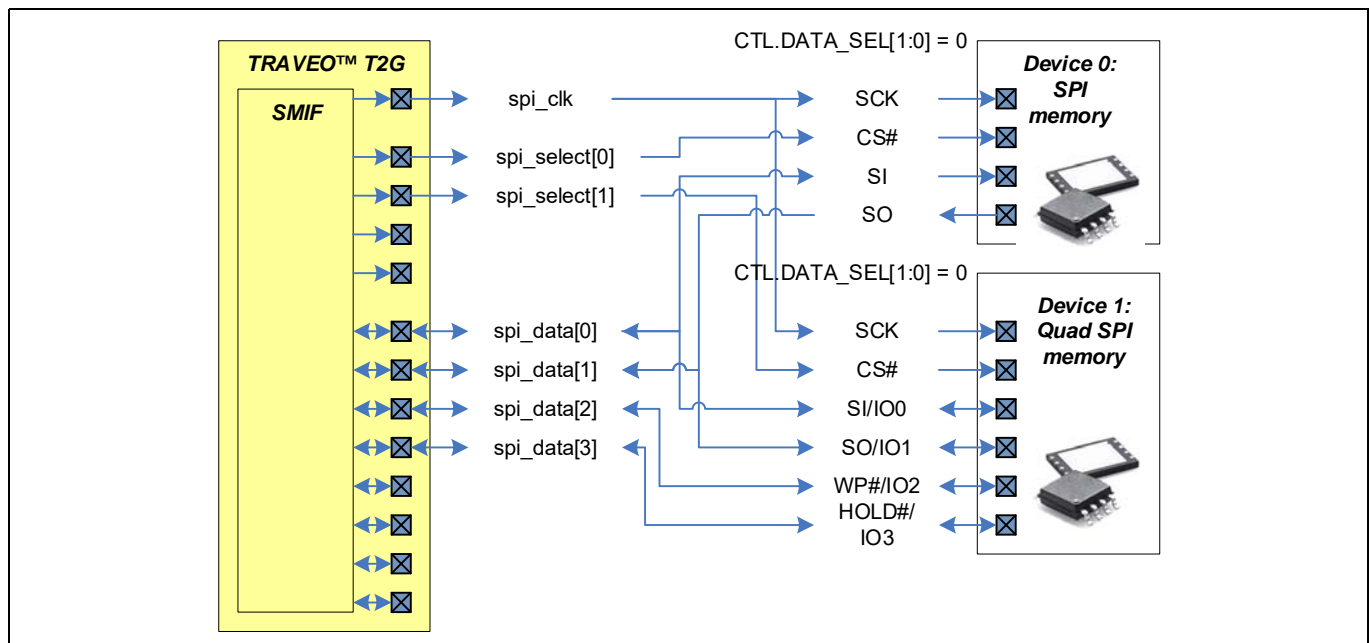 TRAVEO™ T2G
SMIF
spi_clk
spi_select[0]
spi_select[1]
spi_data[0]
spi_data[1]
spi_data[2]
spi_data[3]
CTL.DATA_SEL[1:0] = 0
SCK
CS#
SI
SO
Device 0:
SPI
memory
CTL.DATA_SEL[1:0] = 0
SCK
CS#
SI/IO0
SO/IO1
WP#/IO2
HOLD#/
IO3
Device 1:
Quad SPI
memory